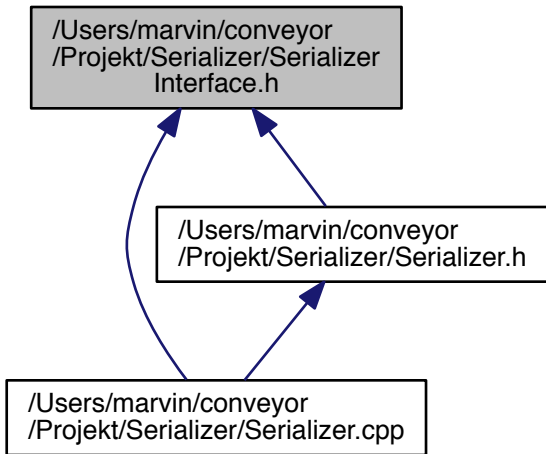 /Users/marvin/conveyor
/Projekt/Serializer/Serializer
Interface.h
/Users/marvin/conveyor
/Projekt/Serializer/Serializer.h
/Users/marvin/conveyor
/Projekt/Serializer/Serializer.cpp